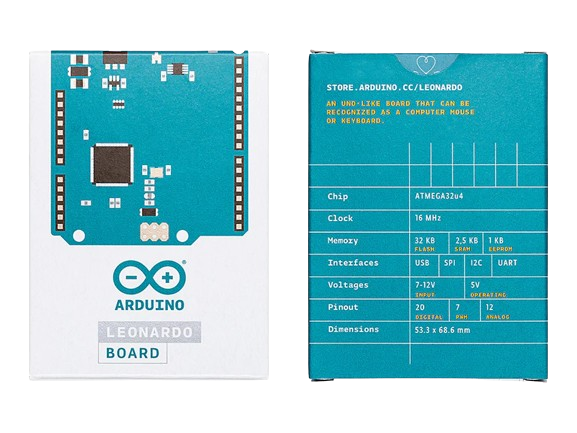 ARDUINO
LEONARDO
BOARD
STORE.ARDUINO.CC/LEONARDO
AN UNO-LIKE BOARD THAT CAN BE
RECOGNIZED AS A COMPUTER MOUSE
OR KEYBOARD.
Chip ATMEGA32u4
Clock 16 MHz
Memory 32 KB 2,5 KB 1 KB
FLASH SRAM EEPROM
Interfaces USB SPI I2C UART
Voltages 7-12V 5V
INPUT OPERATING
Pinout 20 7 12
DIGITAL PWM ANALOG
Dimensions 53.3 x 68.6 mm